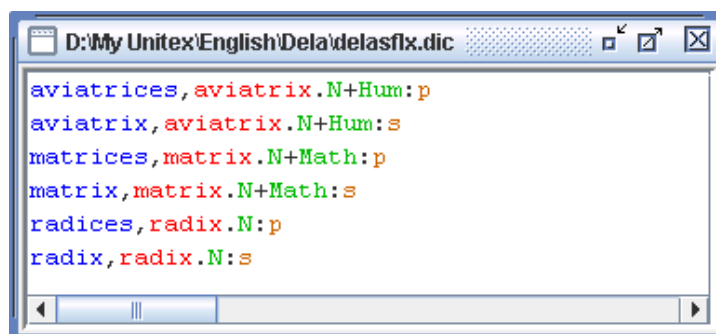 D:\My Unitex\English\Dela\delasflx.dic
aviatrices,aviatrix.N+Hum:p
aviatrix,aviatrix.N+Hum:s
matrices,matrix.N+Math:p
matrix,matrix.N+Math:s
radices,radix.N:p
radix,radix.N:s